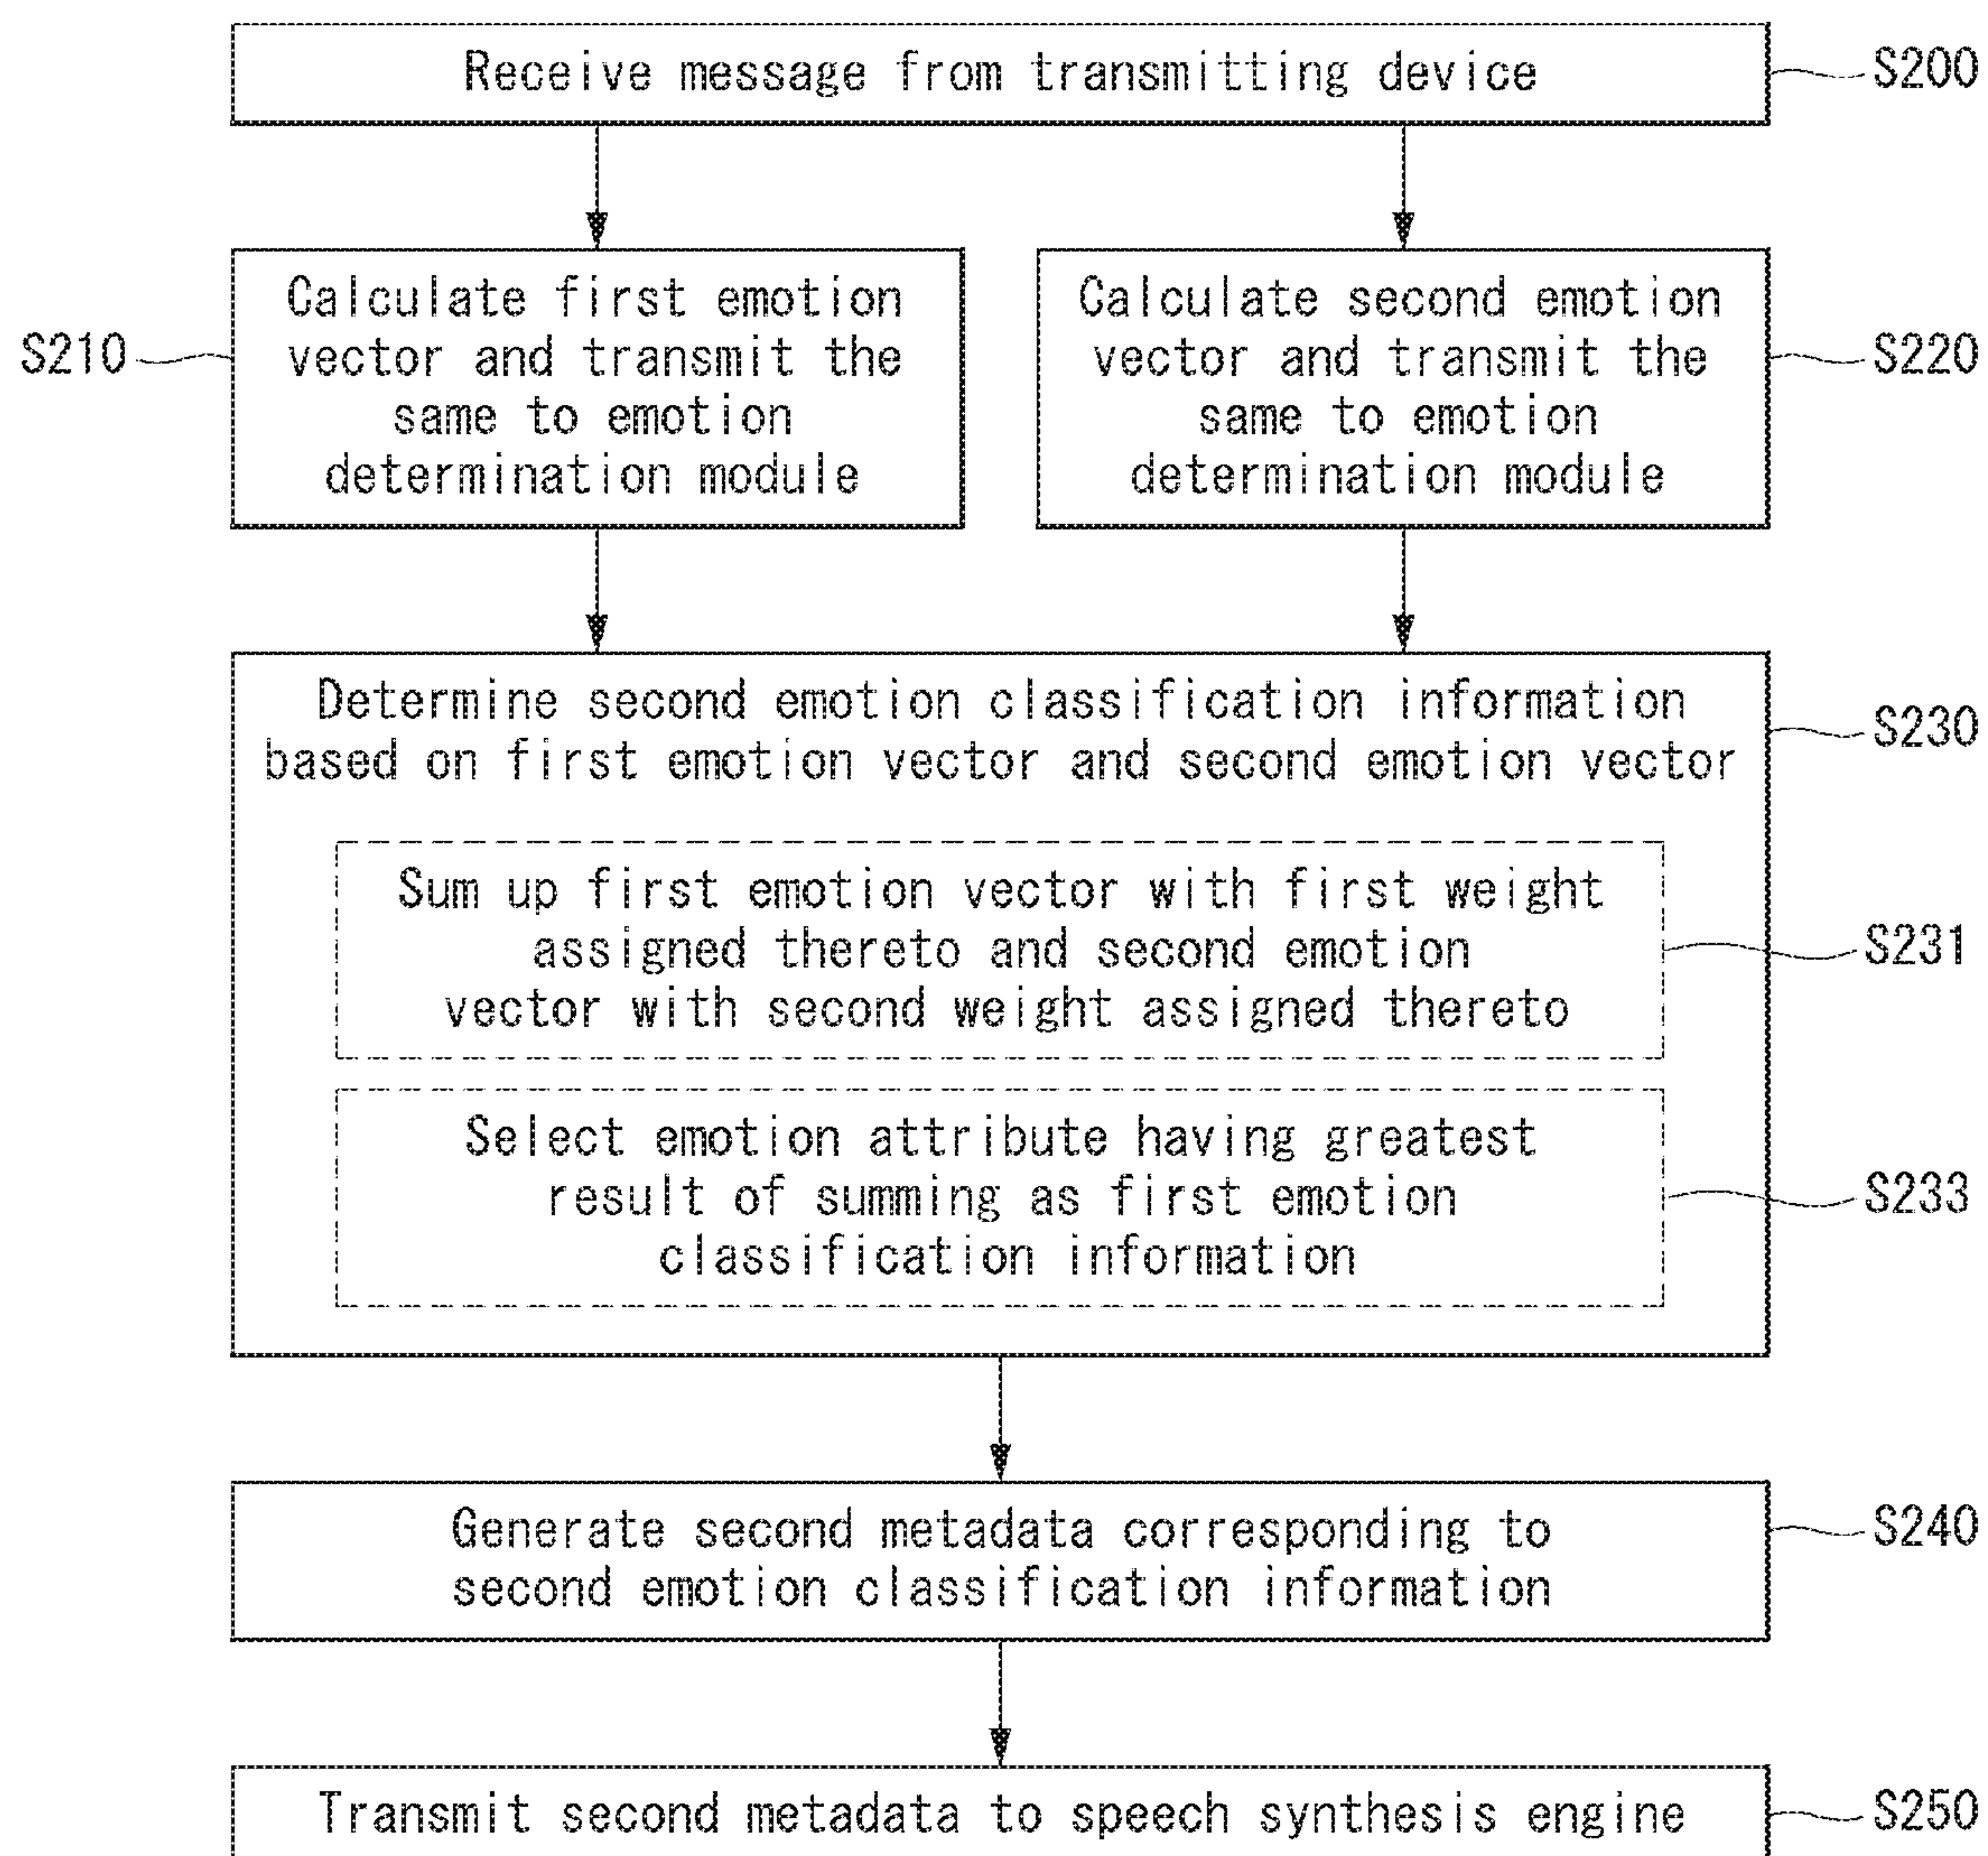 Receive message from transmitting device
S200
S210
Calculate first emotion
vector and transmit the
same to emotion
determination module
Calculate second emotion
vector and transmit the
same to emotion
determination module
S220
Determine second emotion classification information
based on first emotion vector and second emotion vector
S230
Sum up first emotion vector with first weight
assigned thereto and second emotion
vector with second weight assigned thereto
S231
Select emotion attribute having greatest
result of summing as first emotion
classification information
S233
Generate second metadata corresponding to
second emotion classification information
S240
Transmit second metadata to speech synthesis engine
S250